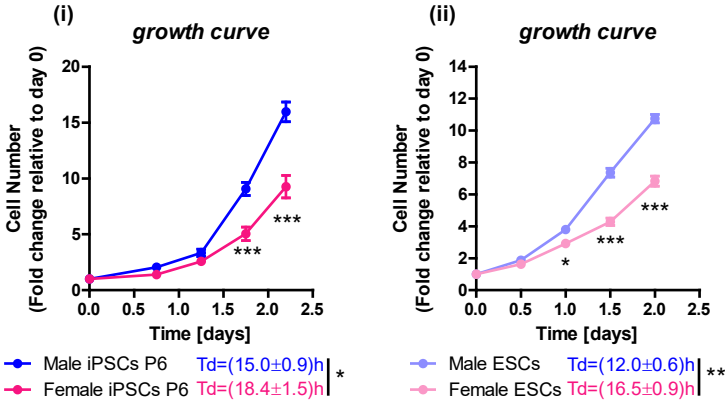 (i)
growth curve
Cell Number
(Fold change relative to day 0)
20
15
10
5
0
0.0 0.5 1.0 1.5 2.0 2.5
Time [days]
***
***
Male iPSCs P6 Td=(15.0±0.9)h
Female iPSCs P6 Td=(18.4±1.5)h
*
(ii)
growth curve
Cell Number
(Fold change relative to day 0)
14
12
10
8
6
4
2
0
0.0 0.5 1.0 1.5 2.0 2.5
Time [days]
*
***
***
Male ESCs Td=(12.0±0.6)h
Female ESCs Td=(16.5±0.9)h
**